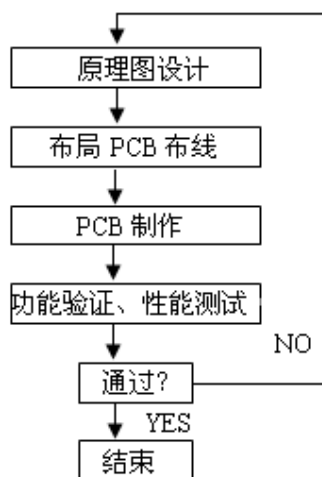 原理图设计
布局 PCB 布线
PCB 制作
功能验证、性能测试
NO
通过?
YES
结束